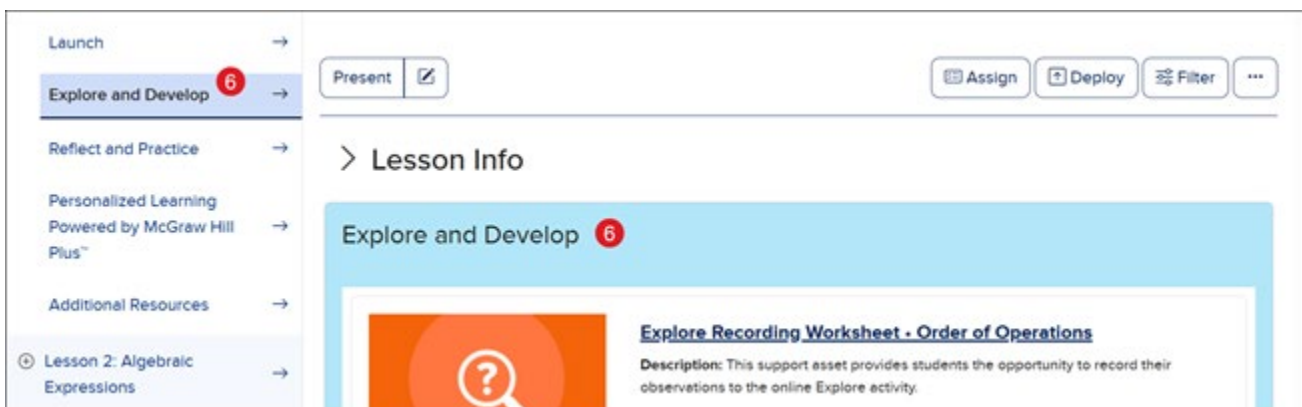 Launch
Explore and Develop 6
Reflect and Practice
Personalized Learning
Powered by McGraw Hill
Plus™
Additional Resources
Lesson 2: Algebraic
Expressions
Present
Assign
Deploy
Filter
...
Lesson Info
Explore and Develop 6
Explore Recording Worksheet • Order of Operations
Description: This support asset provides students the opportunity to record their
observations to the online Explore activity.